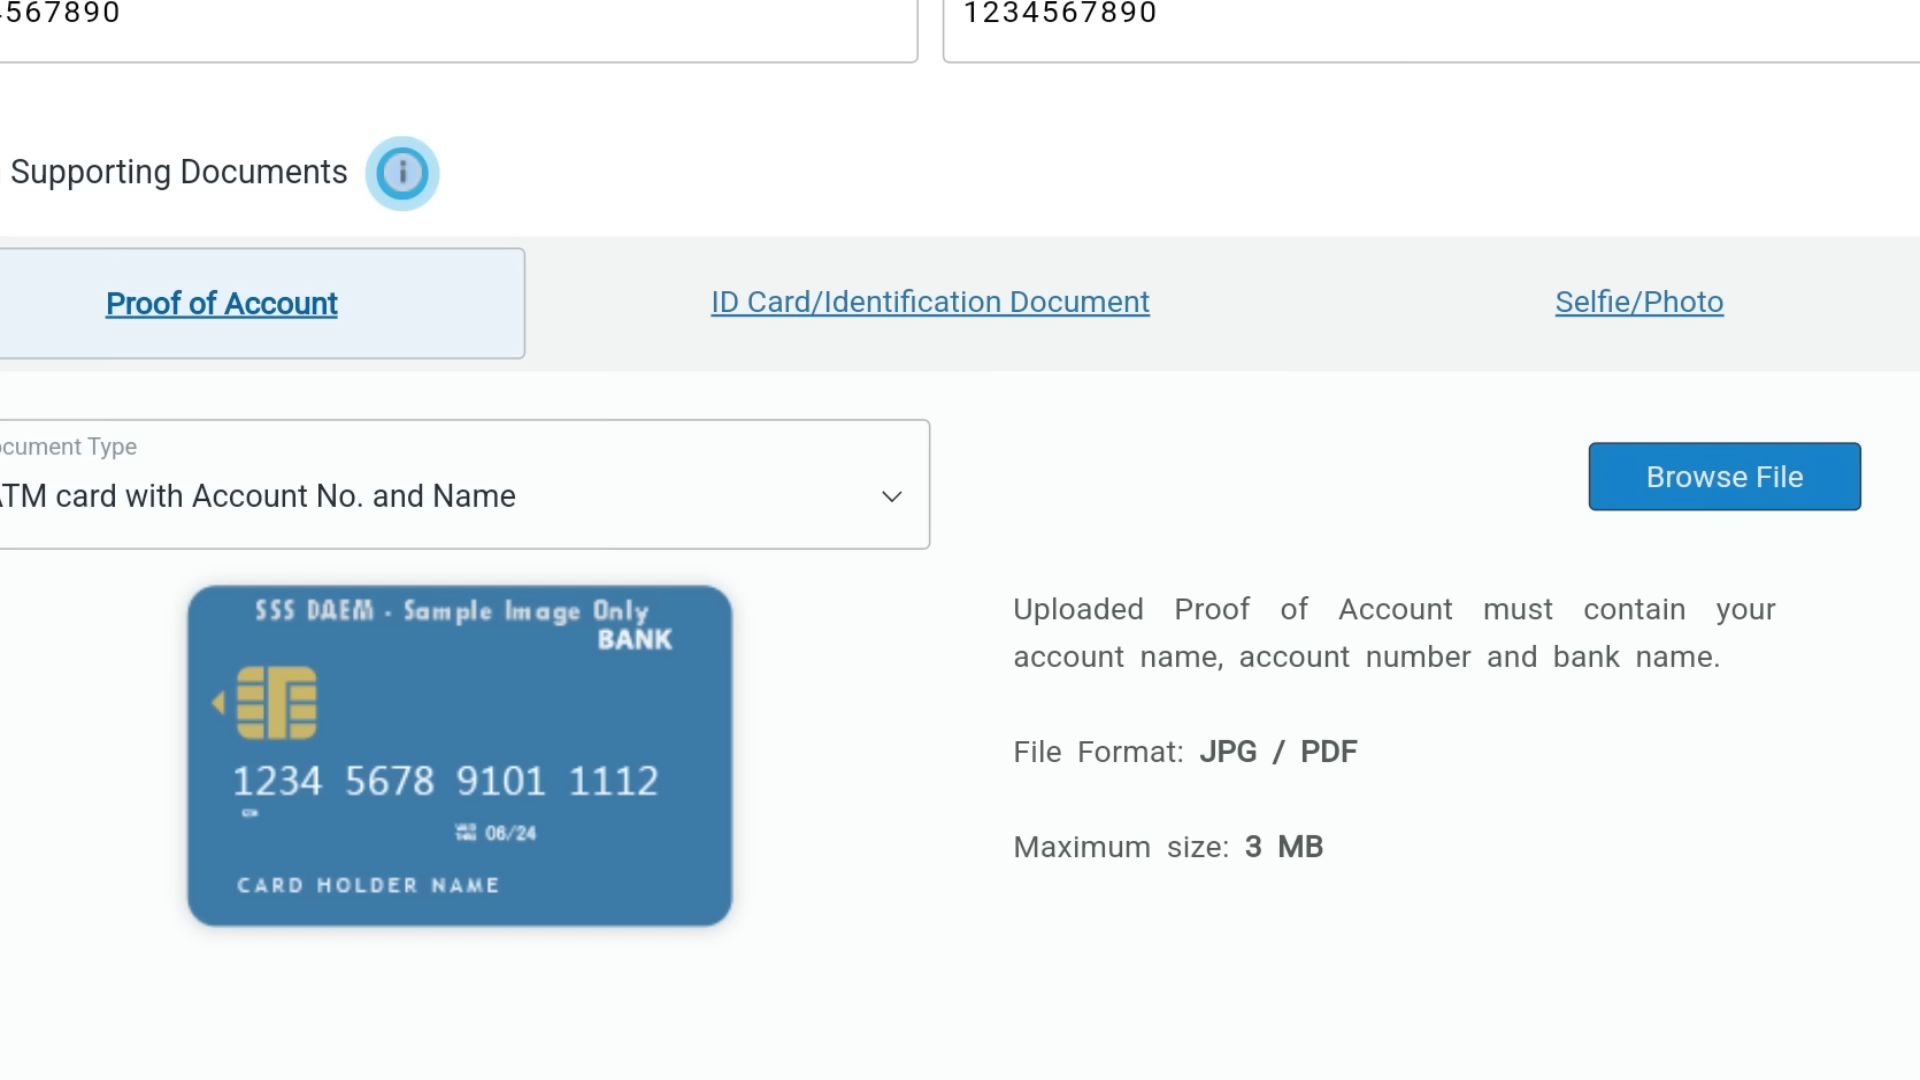 4567890
1234567890
Supporting Documents
Proof of Account
ID Card/Identification Document
Selfie/Photo
ocument Type
ATM card with Account No. and Name
Browse File
SSS DAEM - Sample Image Only
BANK
1234 5678 9101 1112
06/24
CARD HOLDER NAME
Uploaded Proof of Account must contain your
account name, account number and bank name.
File Format: JPG / PDF
Maximum size: 3 MB